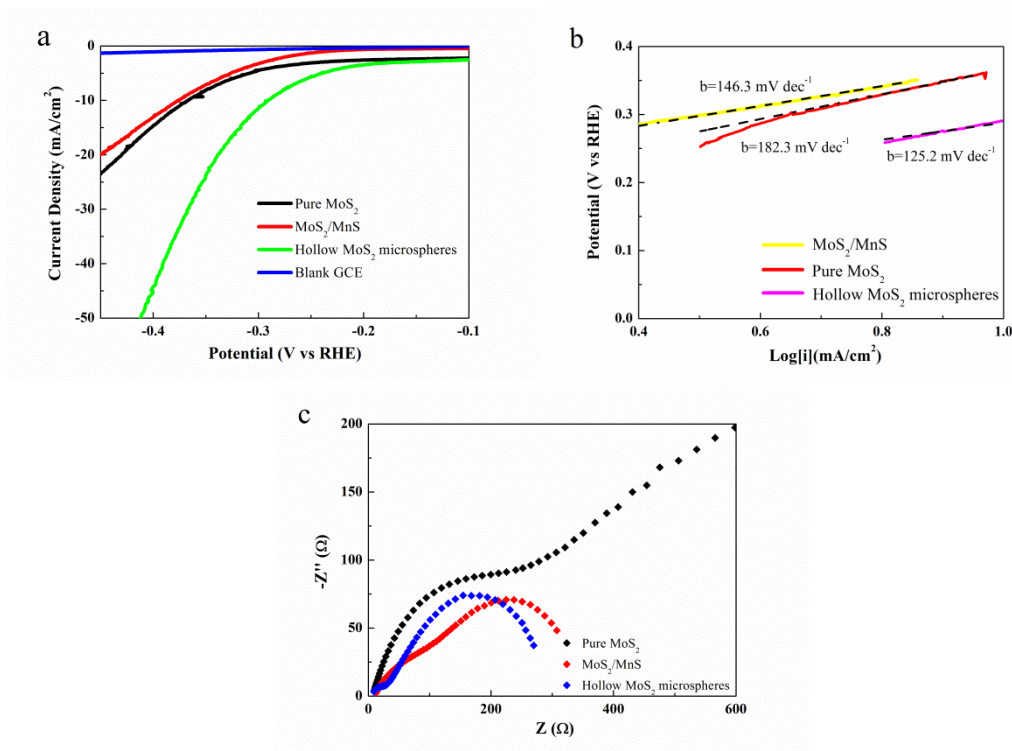 a
0
-10
-20
-30
-40
-50
Current Density (mA/cm²)
Pure MoS₂
MoS₂/MnS
Hollow MoS₂ microspheres
Blank GCE
-0.4 -0.3 -0.2 -0.1
Potential (V vs RHE)
b
0.4
0.3
0.2
0.1
0.0
Potential (V vs RHE)
b=146.3 mV dec⁻¹
b=182.3 mV dec⁻¹
b=125.2 mV dec⁻¹
MoS₂/MnS
Pure MoS₂
Hollow MoS₂ microspheres
0.4 0.6 0.8 1.0
Log[i](mA/cm²)
c
200
150
100
50
0
-Z'' (Ω)
Pure MoS₂
MoS₂/MnS
Hollow MoS₂ microspheres
0 200 400 600
Z (Ω)